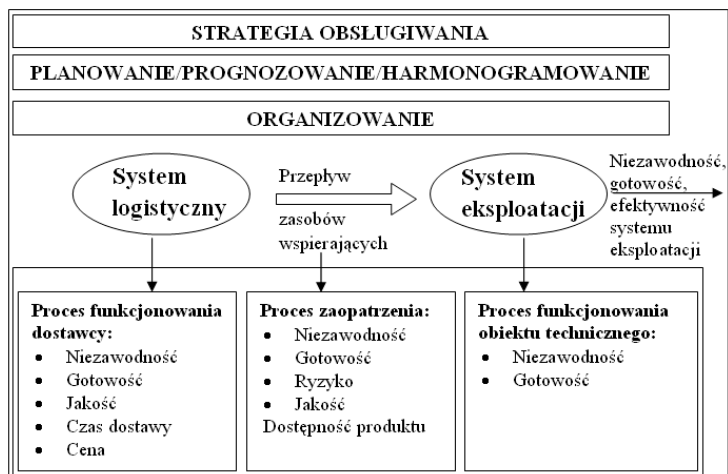 STRATEGIA OBSŁUGIWANIA
PLANOWANIE/PROGNOZOWANIE/HARMONOGRAMOWANIE
ORGANIZOWANIE
System
logistyczny
Przepływ
zasobów
wspierających
System
eksploatacji
Niezawodność,
gotowość,
efektywność
systemu
eksploatacji
Proces funkcjonowania
dostawcy:
• Niezawodność
• Gotowość
• Jakość
• Czas dostawy
• Cena
Proces zaopatrzenia:
• Niezawodność
• Gotowość
• Ryzyko
• Jakość
Dostępność produktu
Proces funkcjonowania
obiektu technicznego:
• Niezawodność
• Gotowość